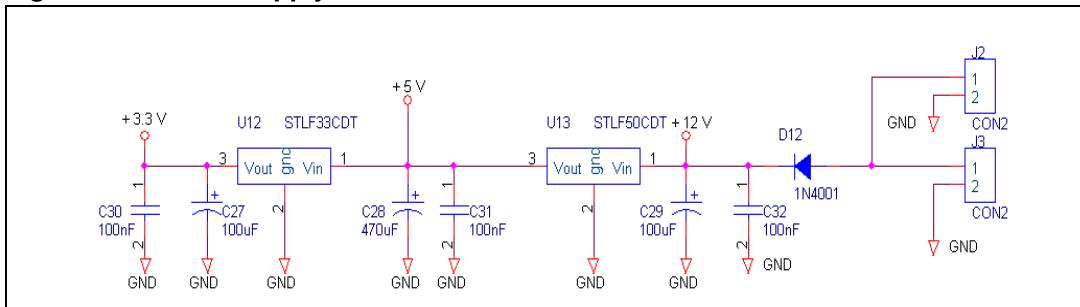 J2
+5 V
1
2
+3.3 V
U12
STLF33CDT
U13
STLF50CDT
+12 V
D12
GND
CON2
J3
3
Vout
gnd
Vin
1
3
Vout
gnd
Vin
1
1
2
1N4001
CON2
1
2
C30
100nF
2
C27
100uF
+
2
C28
470uF
+
1
C31
100nF
2
2
C29
100uF
+
1
C32
100nF
2
GND
GND
GND
GND
GND
GND
GND
GND
GND
GND